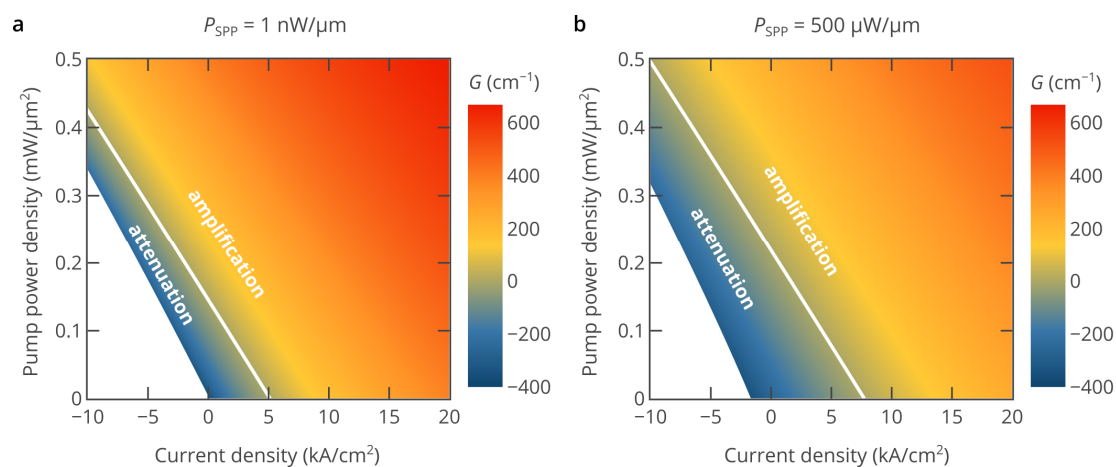 a
P_SPP = 1 nW/μm
Pump power density (mW/μm²)
0.5
0.4
0.3
0.2
0.1
0
−10 −5 0 5 10 15 20
Current density (kA/cm²)
attenuation
amplification
G (cm⁻¹)
600
400
200
0
−200
−400
b
P_SPP = 500 μW/μm
Pump power density (mW/μm²)
0.5
0.4
0.3
0.2
0.1
0
−10 −5 0 5 10 15 20
Current density (kA/cm²)
attenuation
amplification
G (cm⁻¹)
600
400
200
0
−200
−400